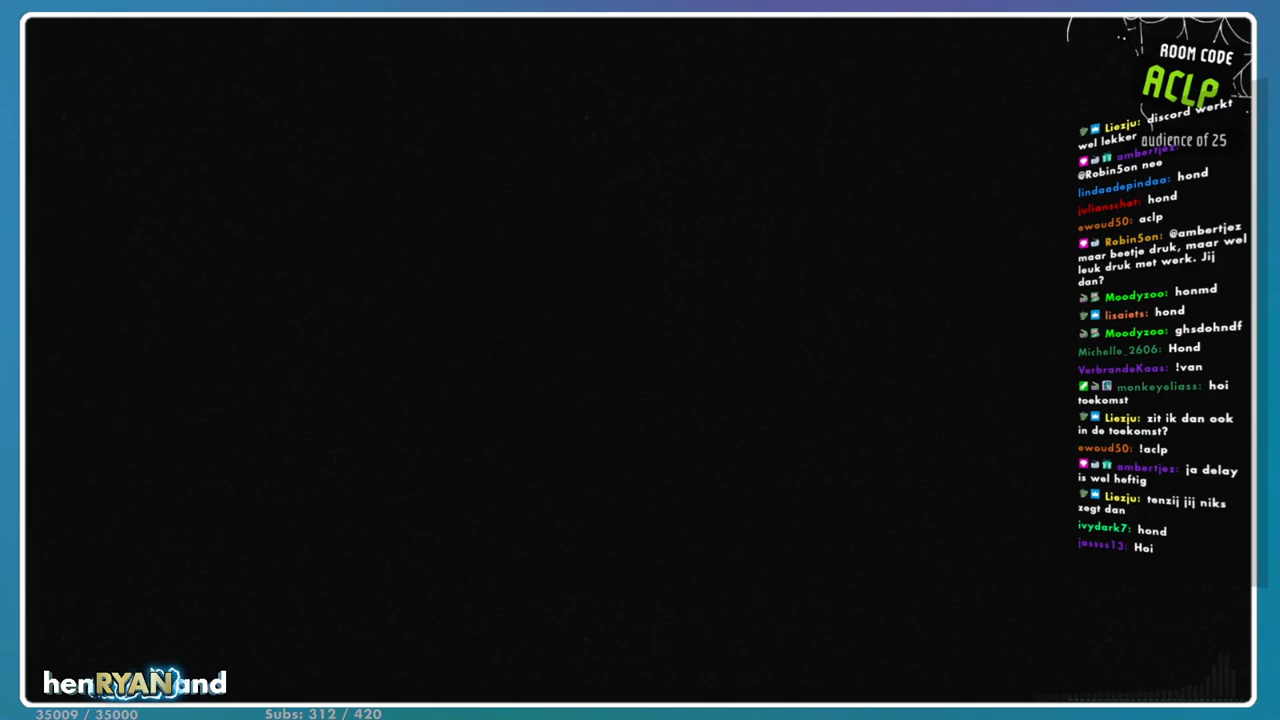 ROOM CODE
ACLP
audience of 25
Liezju: discord werkt
wel lekker
ambertjez:
@Robin5on nee
lindaadepindaa: hond
julianschot: hond
ewoud50: aclp
Robin5on: @ambertjez
maar beetje druk, maar wel
leuk druk met werk. Jij
dan?
Moodyzoo: honmd
lisaiets: hond
Moodyzoo: ghsdohndf
Michelle_2606: Hond
VerbrandeKaas: !van
monkeyeliass: hoi
toekomst
Liezju: zit ik dan ook
in de toekomst?
ewoud50: !aclp
ambertjez: ja delay
is wel heftig
Liezju: tenzij jij niks
zegt dan
ivydark7: hond
jassss13: Hoi
henRYANand
35009 / 35000
Subs: 312 / 420